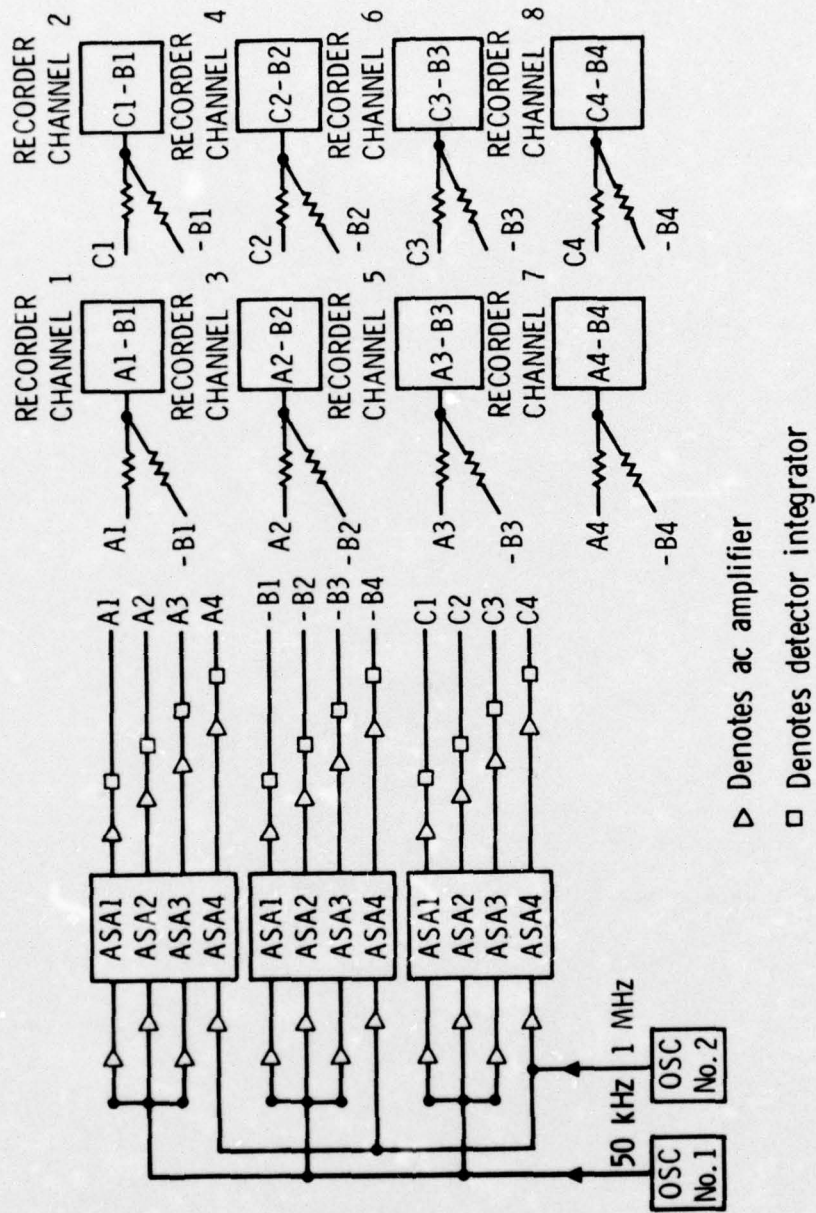 RECORDER CHANNEL 1
A1
-B1
A1-B1
RECORDER CHANNEL 2
C1
-B1
C1-B1
RECORDER CHANNEL 3
A2
-B2
A2-B2
RECORDER CHANNEL 4
C2
-B2
C2-B2
RECORDER CHANNEL 5
A3
-B3
A3-B3
RECORDER CHANNEL 6
C3
-B3
C3-B3
RECORDER CHANNEL 7
A4
-B4
A4-B4
RECORDER CHANNEL 8
C4
-B4
C4-B4
ASA1
ASA2
ASA3
ASA4
A1
A2
A3
A4
ASA1
ASA2
ASA3
ASA4
-B1
-B2
-B3
-B4
ASA1
ASA2
ASA3
ASA4
C1
C2
C3
C4
50 kHz
1 MHz
OSC
No.1
OSC
No.2
Denotes ac amplifier
Denotes detector integrator